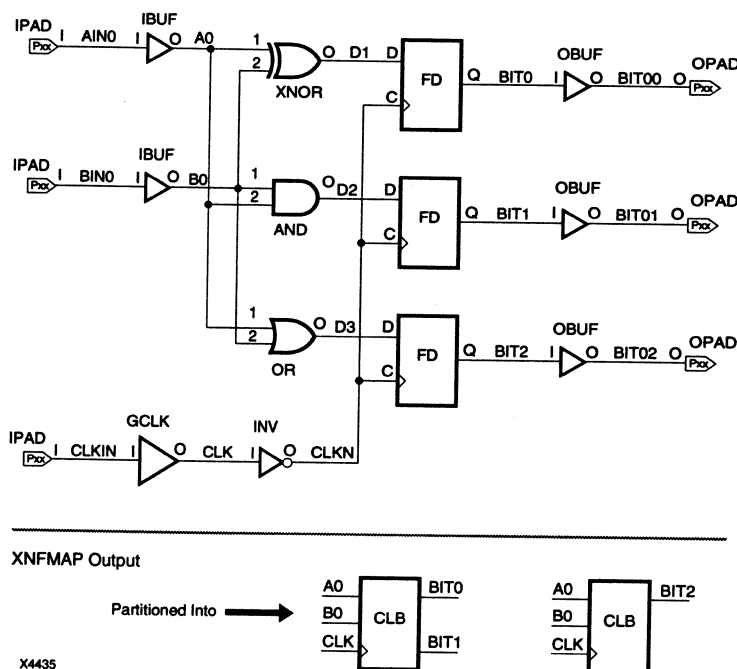 IPAD I AIN0 I IBUF O A0 1 2 XNOR O D1 D C FD Q BIT0 I OBUF O BIT00 O OPAD
Pxx Pxx
IPAD I BIN0 I IBUF O B0 1 2 AND O D2 D C FD Q BIT1 I OBUF O BIT01 O OPAD
Pxx Pxx
1 2 OR O D3 D C FD Q BIT2 I OBUF O BIT02 O OPAD
Pxx
IPAD I CLKIN I GCLK O CLK I INV O CLKN
Pxx
XNFMAP Output
Partitioned Into
A0 B0 CLK CLB BIT0 BIT1
A0 B0 CLK CLB BIT2
X4435